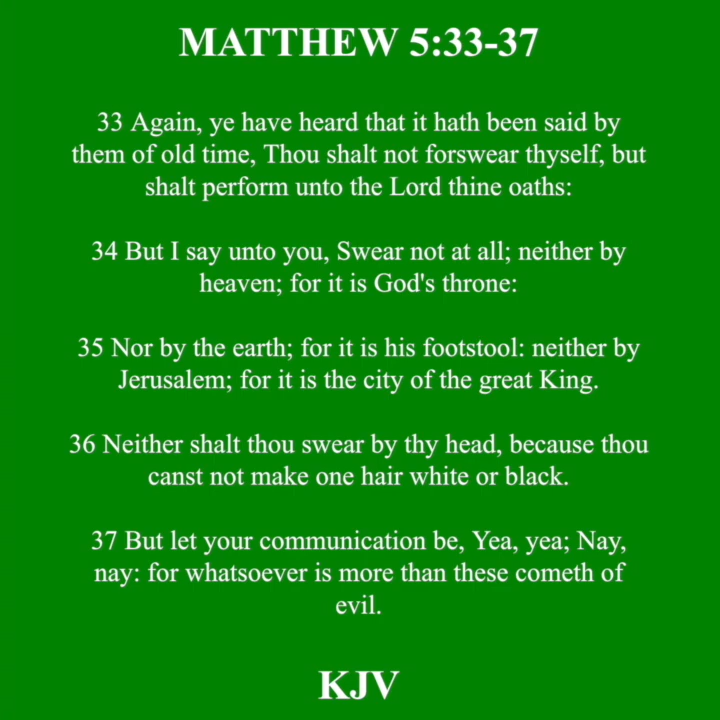 MATTHEW 5:33-37
33 Again, ye have heard that it hath been said by
them of old time, Thou shalt not forswear thyself, but
shalt perform unto the Lord thine oaths:
34 But I say unto you, Swear not at all; neither by
heaven; for it is God's throne:
35 Nor by the earth; for it is his footstool: neither by
Jerusalem; for it is the city of the great King.
36 Neither shalt thou swear by thy head, because thou
canst not make one hair white or black.
37 But let your communication be, Yea, yea; Nay,
nay: for whatsoever is more than these cometh of
evil.
KJV